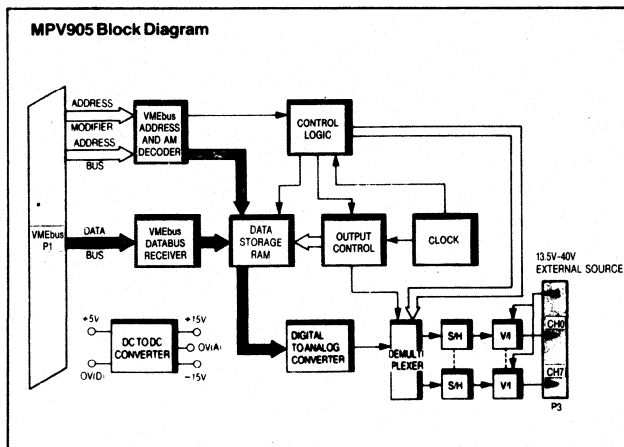 MPV905 Block Diagram
ADDRESS
MODIFIER
ADDRESS
BUS
VMEbus
ADDRESS
AND AM
DECODER
CONTROL
LOGIC
VMEbus
P1
DATA
BUS
VMEbus
DATABUS
RECEIVER
DATA
STORAGE
RAM
OUTPUT
CONTROL
CLOCK
13.5V-40V
EXTERNAL SOURCE
+5V
0V(D)
DC TO DC
CONVERTER
+15V
0V(A)
-15V
DIGITAL
TO ANALOG
CONVERTER
DEMULTI
PLEXER
S/H
V/I
CH0
S/H
V/I
CH7
P3